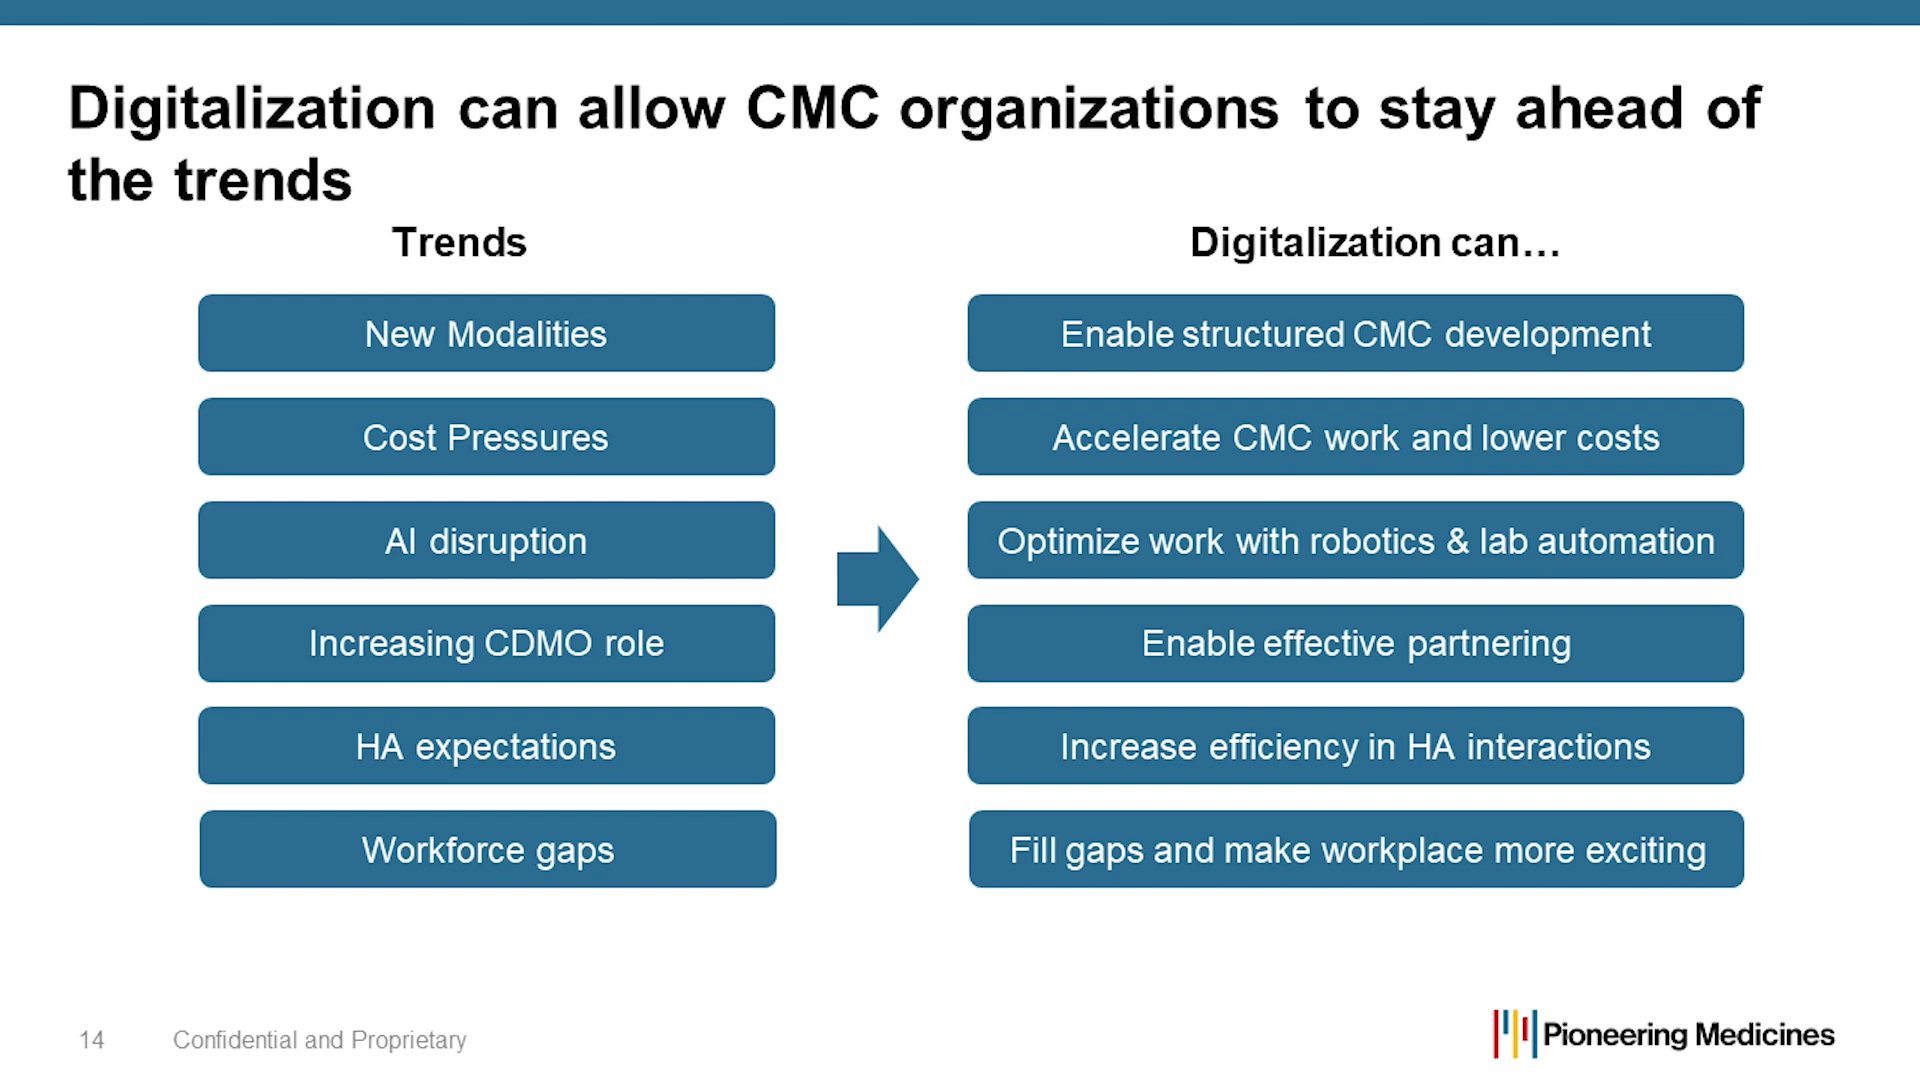 Digitalization can allow CMC organizations to stay ahead of
the trends
Trends
Digitalization can…
New Modalities
Enable structured CMC development
Cost Pressures
Accelerate CMC work and lower costs
AI disruption
Optimize work with robotics & lab automation
Increasing CDMO role
Enable effective partnering
HA expectations
Increase efficiency in HA interactions
Workforce gaps
Fill gaps and make workplace more exciting
14
Confidential and Proprietary
Pioneering Medicines